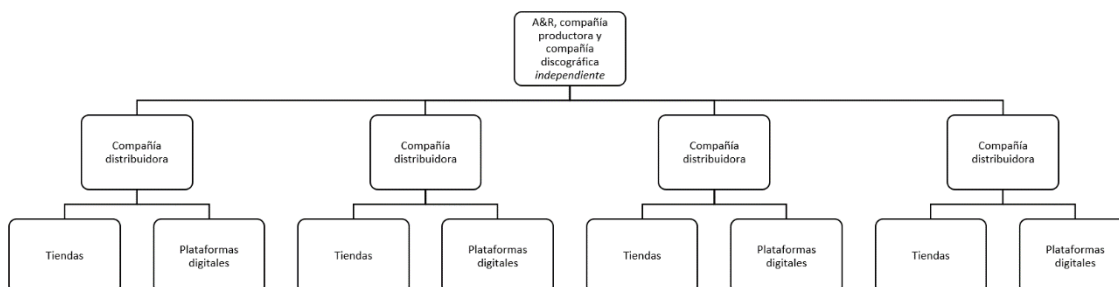 A&R, compañía
productora y
compañía
discográfica
independiente
Compañía
distribuidora
Compañía
distribuidora
Compañía
distribuidora
Compañía
distribuidora
Tiendas
Plataformas
digitales
Tiendas
Plataformas
digitales
Tiendas
Plataformas
digitales
Tiendas
Plataformas
digitales